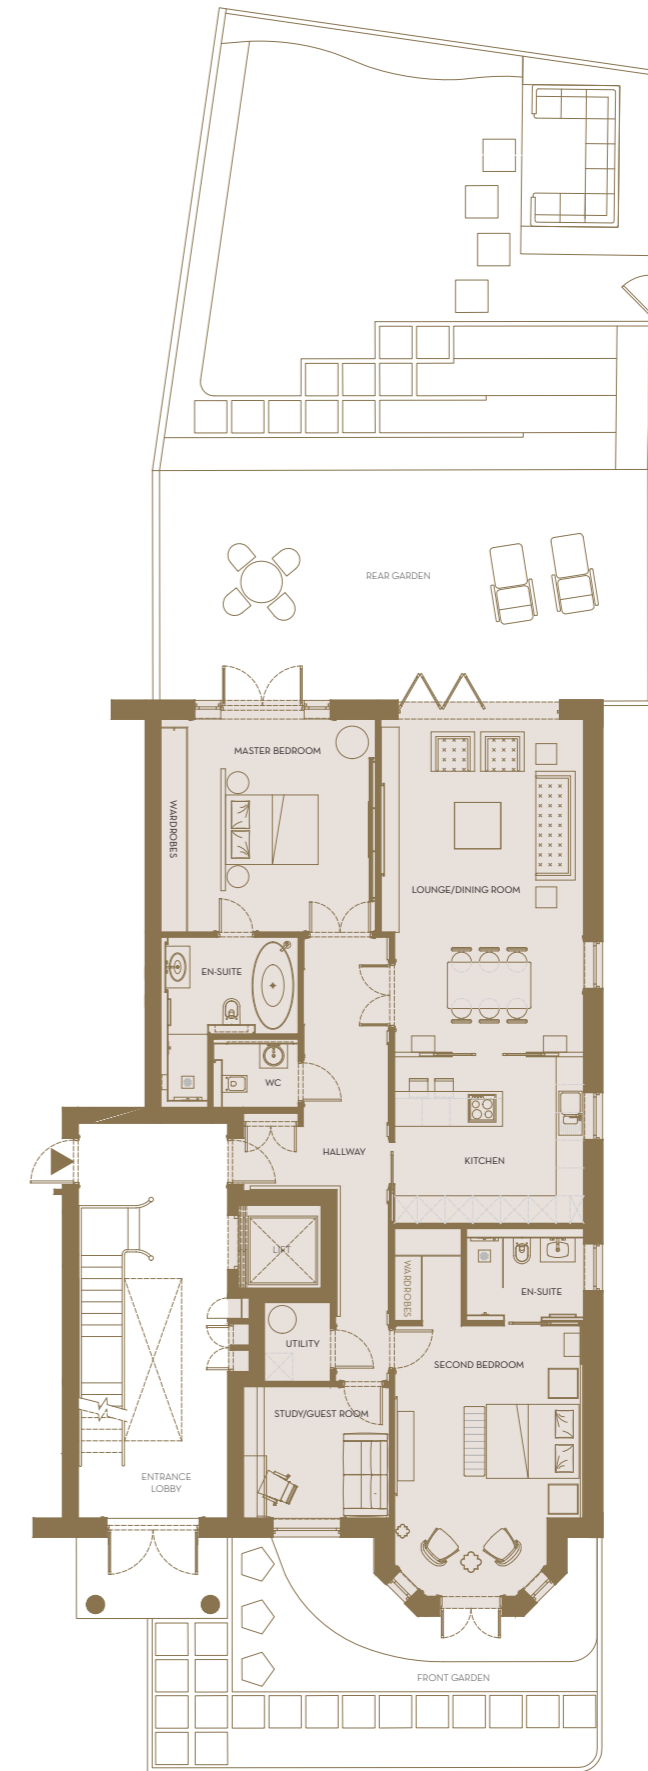 REAR GARDEN
MASTER BEDROOM
WARDROBES
LOUNGE/DINING ROOM
EN-SUITE
WC
HALLWAY
KITCHEN
LIFT
WARDROBES
EN-SUITE
UTILITY
SECOND BEDROOM
STUDY/GUEST ROOM
ENTRANCE
LOBBY
FRONT GARDEN